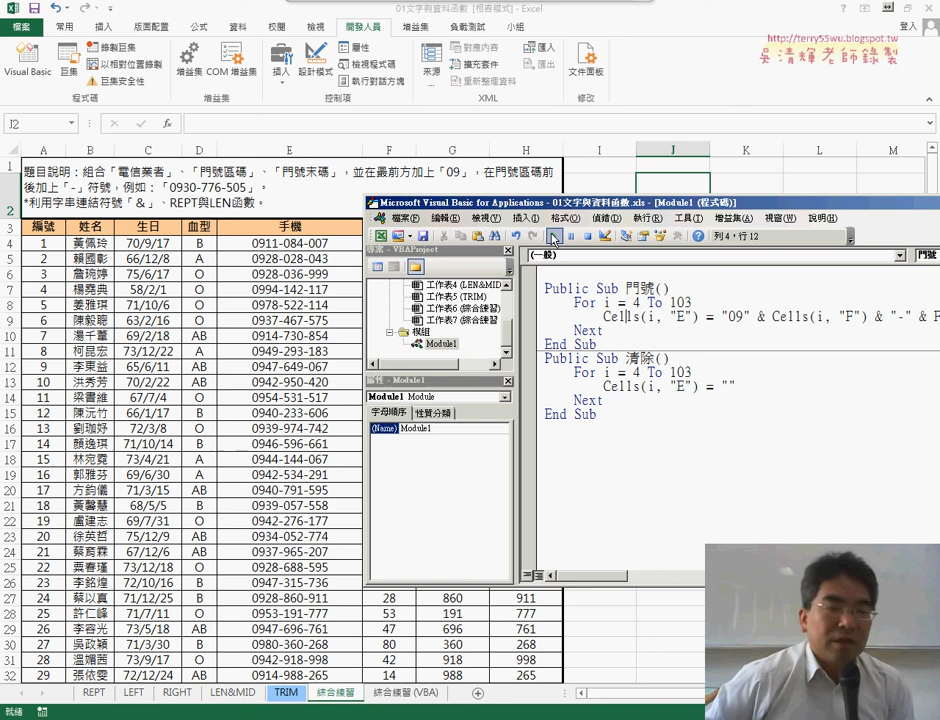 01文字與資料函數 [相容模式] - Excel
登入
檔案 常用 插入 版面配置 公式 資料 校閱 檢視 開發人員 增益集 負載測試 小組
http://terry55wu.blogspot.tw
吳清輝老師錄製
Visual Basic 巨集 錄製巨集 以相對位置錄製 巨集安全性
增益集 COM 增益集
插入 設計模式 屬性 檢視程式碼 執行對話方塊
來源 對應內容 擴充套件 重新整理資料 匯入 匯出
文件面板
程式碼 增益集 控制項 XML 修改
J2
A B C D E F G H I J K L M
題目說明：組合「電信業者」、「門號區碼」、「門號末碼」，並在最前方加上「09」，在門號區碼前
後加上「-」符號，例如：「0930-776-505」。
*利用字串連結符號「&」、REPT與LEN函數。
編號 姓名 生日 血型 手機
1 黃佩玲 70/9/17 B 0911-084-007
2 賴國彰 66/12/8 A 0928-028-043
3 詹琬婷 75/6/17 O 0928-036-999
4 楊堯典 58/2/1 O 0994-142-117
5 姜雅琪 71/10/6 O 0978-522-114
6 陳毅聰 63/2/16 O 0937-467-575
7 湯千蕙 69/2/18 AB 0914-730-854
8 柯昆宏 73/12/22 A 0949-293-183
9 李東益 65/6/11 AB 0947-649-067
10 洪秀芳 70/2/22 AB 0942-950-420
11 梁書維 67/7/4 O 0954-531-517
12 陳沅竹 66/1/17 B 0940-233-606
13 劉珈妤 72/3/8 O 0939-974-742
14 顏逸琪 71/10/14 B 0946-596-661
15 林宛霓 73/4/21 A 0944-144-067
16 郭雅芬 69/6/30 A 0942-534-291
17 方鈞儀 71/3/15 AB 0940-791-595
18 黃馨慧 68/5/5 B 0939-057-558
19 盧建志 69/7/31 O 0942-276-177
20 徐英哲 75/12/9 AB 0934-052-774
21 蔡育霖 67/12/6 AB 0937-965-207
22 粟春瑾 73/12/18 O 0928-688-595
23 李銘煌 72/10/16 B 0947-315-736
24 蔡以真 71/12/25 B 0928-860-911 28 860 911
25 許仁峰 71/7/11 O 0953-191-777 53 191 777
26 李容光 73/5/18 AB 0947-696-761 47 696 761
27 吳政穎 71/3/30 B 0980-360-268 80 360 268
28 溫媚茜 73/9/17 O 0942-918-998 42 918 998
29 張依雯 72/12/24 AB 0914-988-265 14 988 265
Microsoft Visual Basic for Applications - 01文字與資料函數.xls - [Module1 (程式碼)]
檔案(F) 編輯(E) 檢視(V) 插入(I) 格式(O) 偵錯(D) 執行(R) 工具(T) 增益集(A) 視窗(W) 說明(H)
列 4，行 12
專案 - VBAProject
工作表4 (LEN&MID
工作表5 (TRIM)
工作表6 (綜合練習
工作表7 (綜合練習
模組
Module1
屬性 - Module1
Module1 Module
字母順序 性質分類
(Name) Module1
(一般) 門號
Public Sub 門號()
For i = 4 To 103
Cells(i, "E") = "09" & Cells(i, "F") & "-" &
Next
End Sub
Public Sub 清除()
For i = 4 To 103
Cells(i, "E") = ""
Next
End Sub
REPT LEFT RIGHT LEN&MID TRIM 綜合練習 綜合練習 (VBA)
就緒